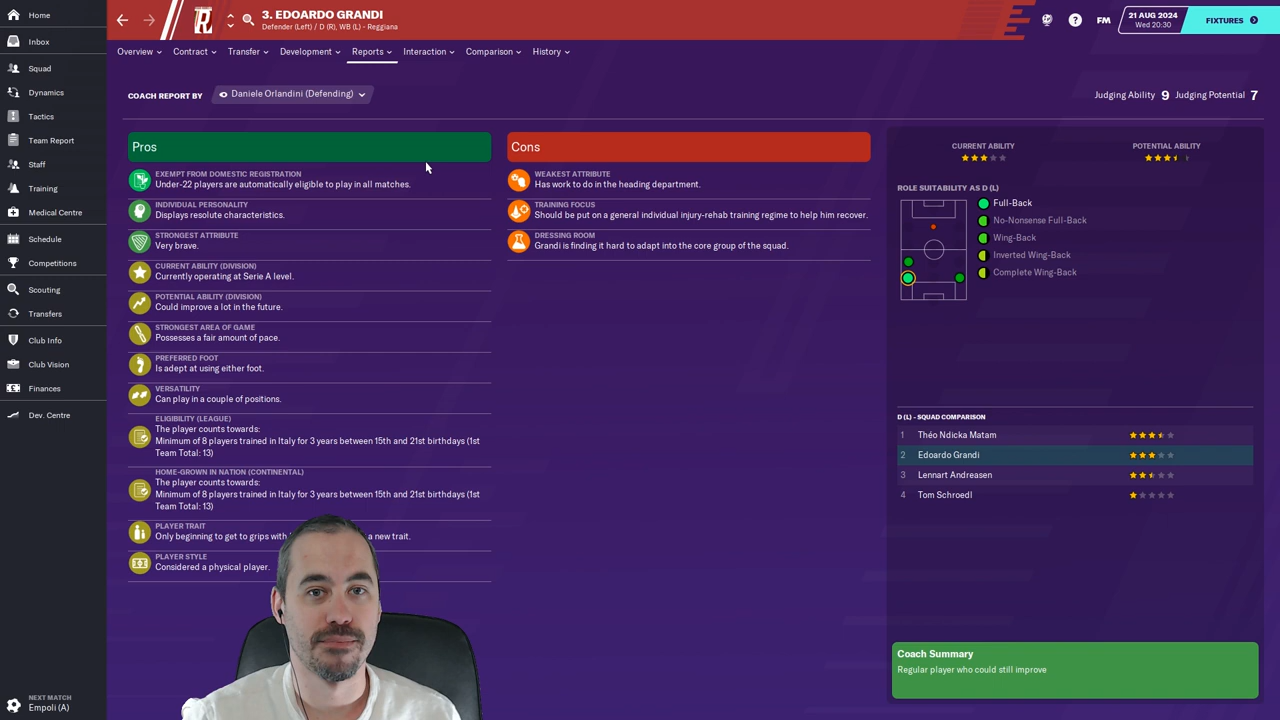 Home
Inbox
Squad
Dynamics
Tactics
Team Report
Staff
Training
Medical Centre
Schedule
Competitions
Scouting
Transfers
Club Info
Club Vision
Finances
Dev. Centre
NEXT MATCH
Empoli (A)
3. EDOARDO GRANDI
Defender (Left) / D (R), WB (L) - Reggiana
FM
21 AUG 2024
Wed 20:30
FIXTURES
Overview
Contract
Transfer
Development
Reports
Interaction
Comparison
History
COACH REPORT BY
Daniele Orlandini (Defending)
Judging Ability 9
Judging Potential 7
Pros
EXEMPT FROM DOMESTIC REGISTRATION
Under-22 players are automatically eligible to play in all matches.
INDIVIDUAL PERSONALITY
Displays resolute characteristics.
STRONGEST ATTRIBUTE
Very brave.
CURRENT ABILITY (DIVISION)
Currently operating at Serie A level.
POTENTIAL ABILITY (DIVISION)
Could improve a lot in the future.
STRONGEST AREA OF GAME
Possesses a fair amount of pace.
PREFERRED FOOT
Is adept at using either foot.
VERSATILITY
Can play in a couple of positions.
ELIGIBILITY (LEAGUE)
The player counts towards:
Minimum of 8 players trained in Italy for 3 years between 15th and 21st birthdays (1st
Team Total: 13)
HOME-GROWN IN NATION (CONTINENTAL)
The player counts towards:
Minimum of 8 players trained in Italy for 3 years between 15th and 21st birthdays (1st
Team Total: 13)
PLAYER TRAIT
Only beginning to get to grips with a new trait.
PLAYER STYLE
Considered a physical player.
Cons
WEAKEST ATTRIBUTE
Has work to do in the heading department.
TRAINING FOCUS
Should be put on a general individual injury-rehab training regime to help him recover.
DRESSING ROOM
Grandi is finding it hard to adapt into the core group of the squad.
CURRENT ABILITY
POTENTIAL ABILITY
ROLE SUITABILITY AS D (L)
Full-Back
No-Nonsense Full-Back
Wing-Back
Inverted Wing-Back
Complete Wing-Back
D (L) - SQUAD COMPARISON
1 Théo Ndicka Matam
2 Edoardo Grandi
3 Lennart Andreasen
4 Tom Schroedl
Coach Summary
Regular player who could still improve